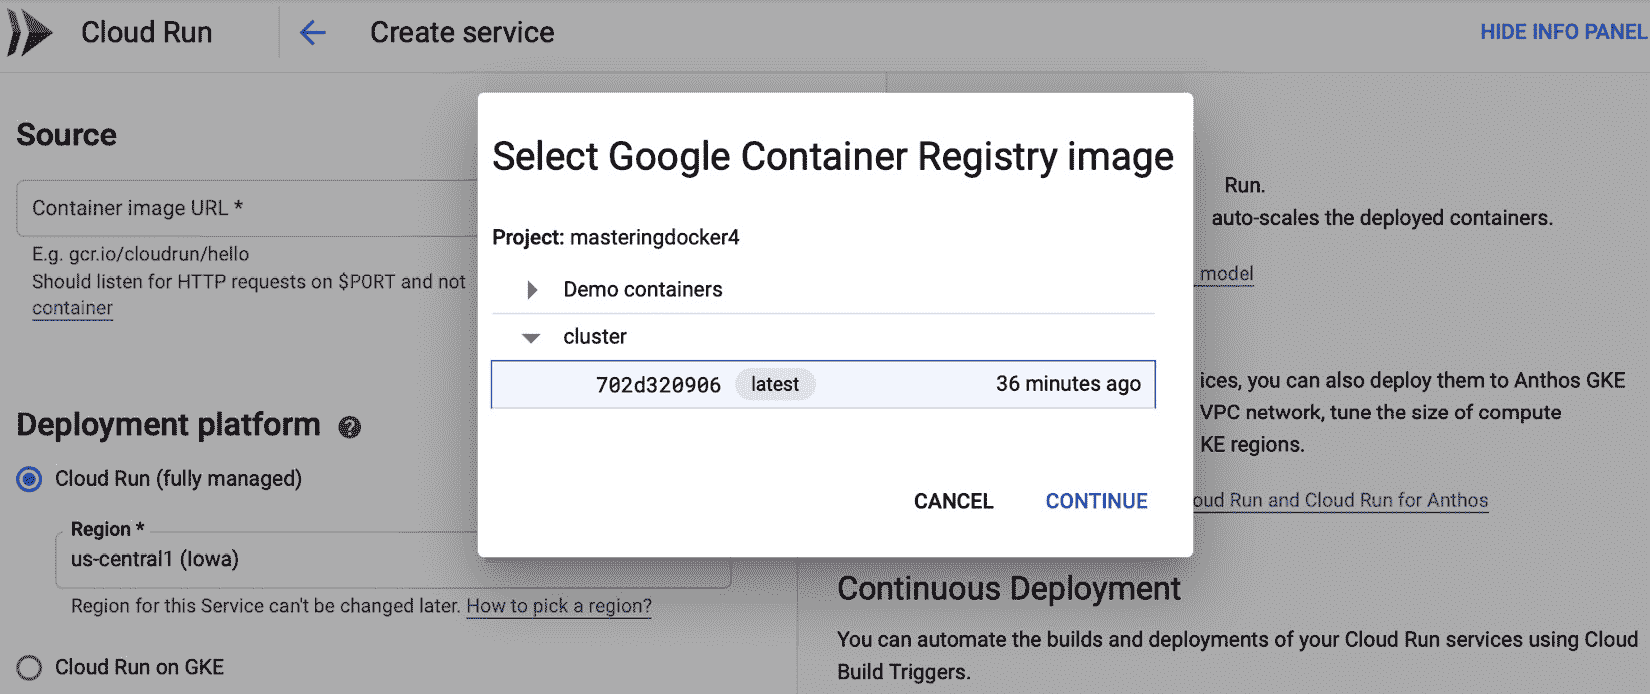 Cloud Run
Create service
HIDE INFO PANEL
Source
Container image URL *
E.g. gcr.io/cloudrun/hello
Should listen for HTTP requests on $PORT and not
container
Deployment platform
Cloud Run (fully managed)
Region *
us-central1 (Iowa)
Region for this Service can't be changed later. How to pick a region?
Cloud Run on GKE
Select Google Container Registry image
Project: masteringdocker4
Demo containers
cluster
702d320906 latest 36 minutes ago
CANCEL CONTINUE
Run.
auto-scales the deployed containers.
model
ices, you can also deploy them to Anthos GKE
VPC network, tune the size of compute
KE regions.
oud Run and Cloud Run for Anthos
Continuous Deployment
You can automate the builds and deployments of your Cloud Run services using Cloud
Build Triggers.